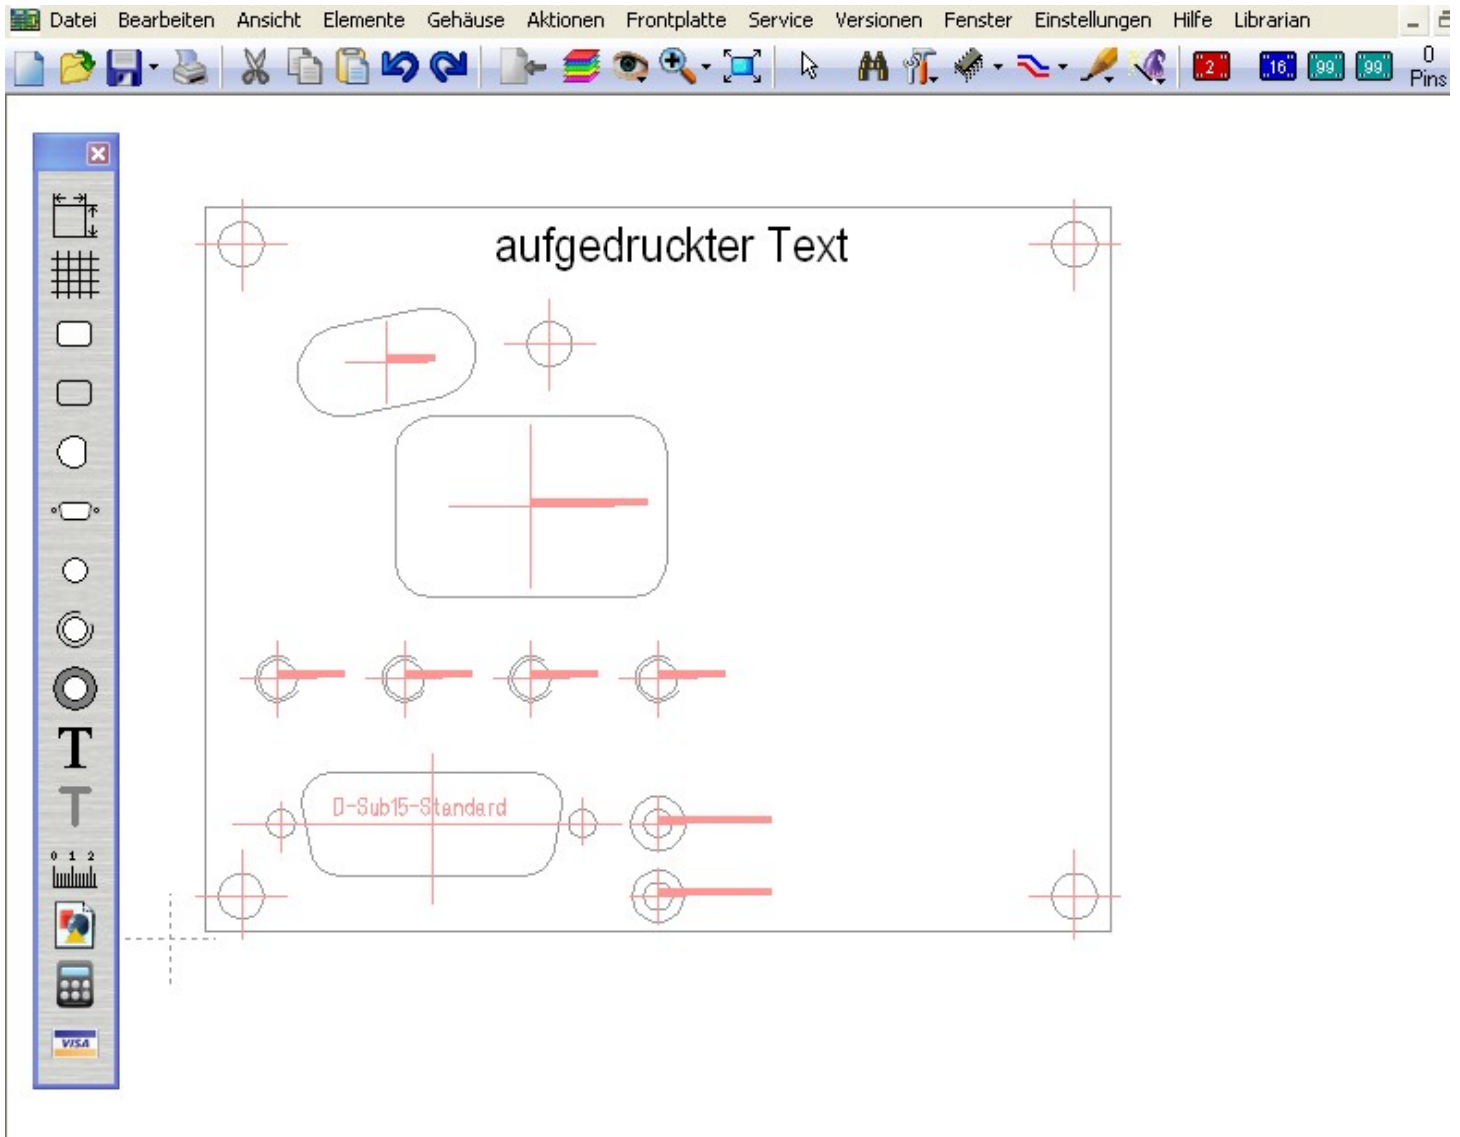 Datei Bearbeiten Ansicht Elemente Gehäuse Aktionen Frontplatte Service Versionen Fenster Einstellungen Hilfe Librarian
2 16 99 99 0
Pins
aufgedruckter Text
T
D-Sub15-Standard
T
0 1 2
VISA